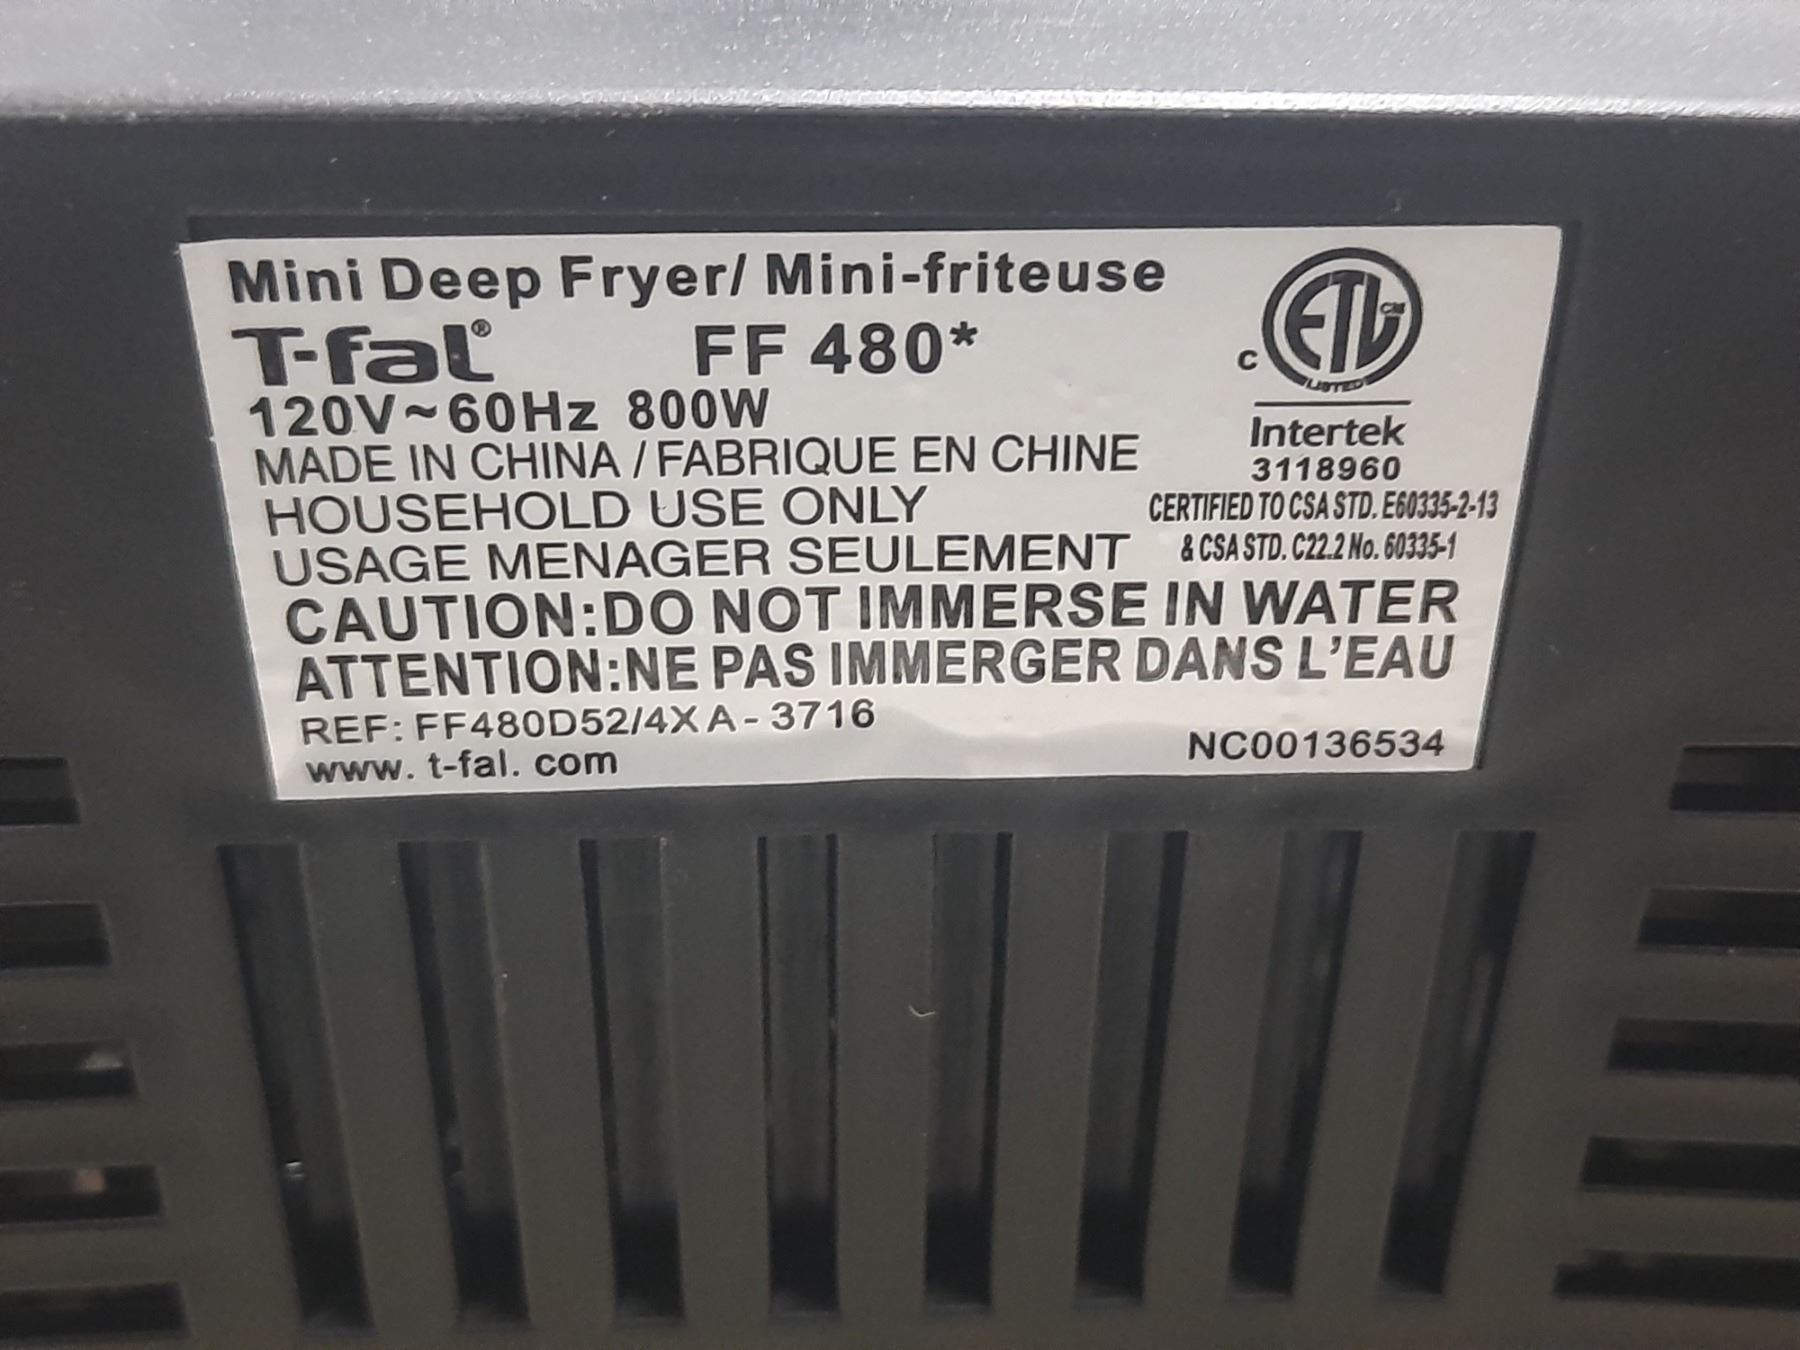 Mini Deep Fryer/ Mini-friteuse
T-fal® FF 480*
120V~60Hz 800W
MADE IN CHINA / FABRIQUE EN CHINE
HOUSEHOLD USE ONLY
USAGE MENAGER SEULEMENT
C ETL CM
LISTED
Intertek
3118960
CERTIFIED TO CSA STD. E60335-2-13
& CSA STD. C22.2 No. 60335-1
CAUTION:DO NOT IMMERSE IN WATER
ATTENTION:NE PAS IMMERGER DANS L'EAU
REF: FF480D52/4XA-3716
www. t-fal. com
NC00136534